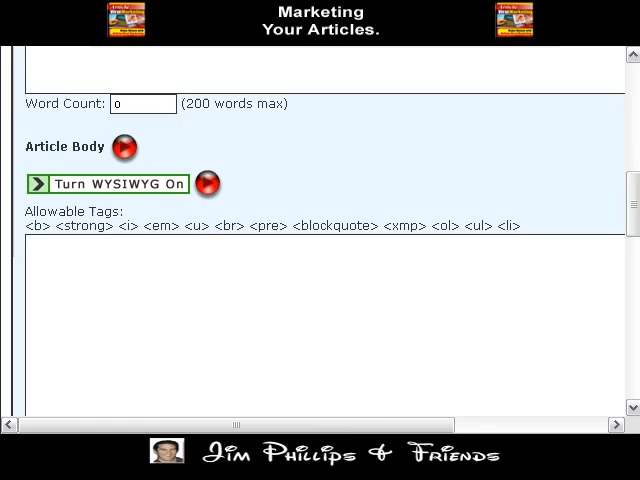 Marketing
Your Articles.
Word Count: 0 (200 words max)
Article Body
Turn WYSIWYG On
Allowable Tags:
<b> <strong> <i> <em> <u> <br> <pre> <blockquote> <xmp> <ol> <ul> <li>
Jim Phillips & Friends